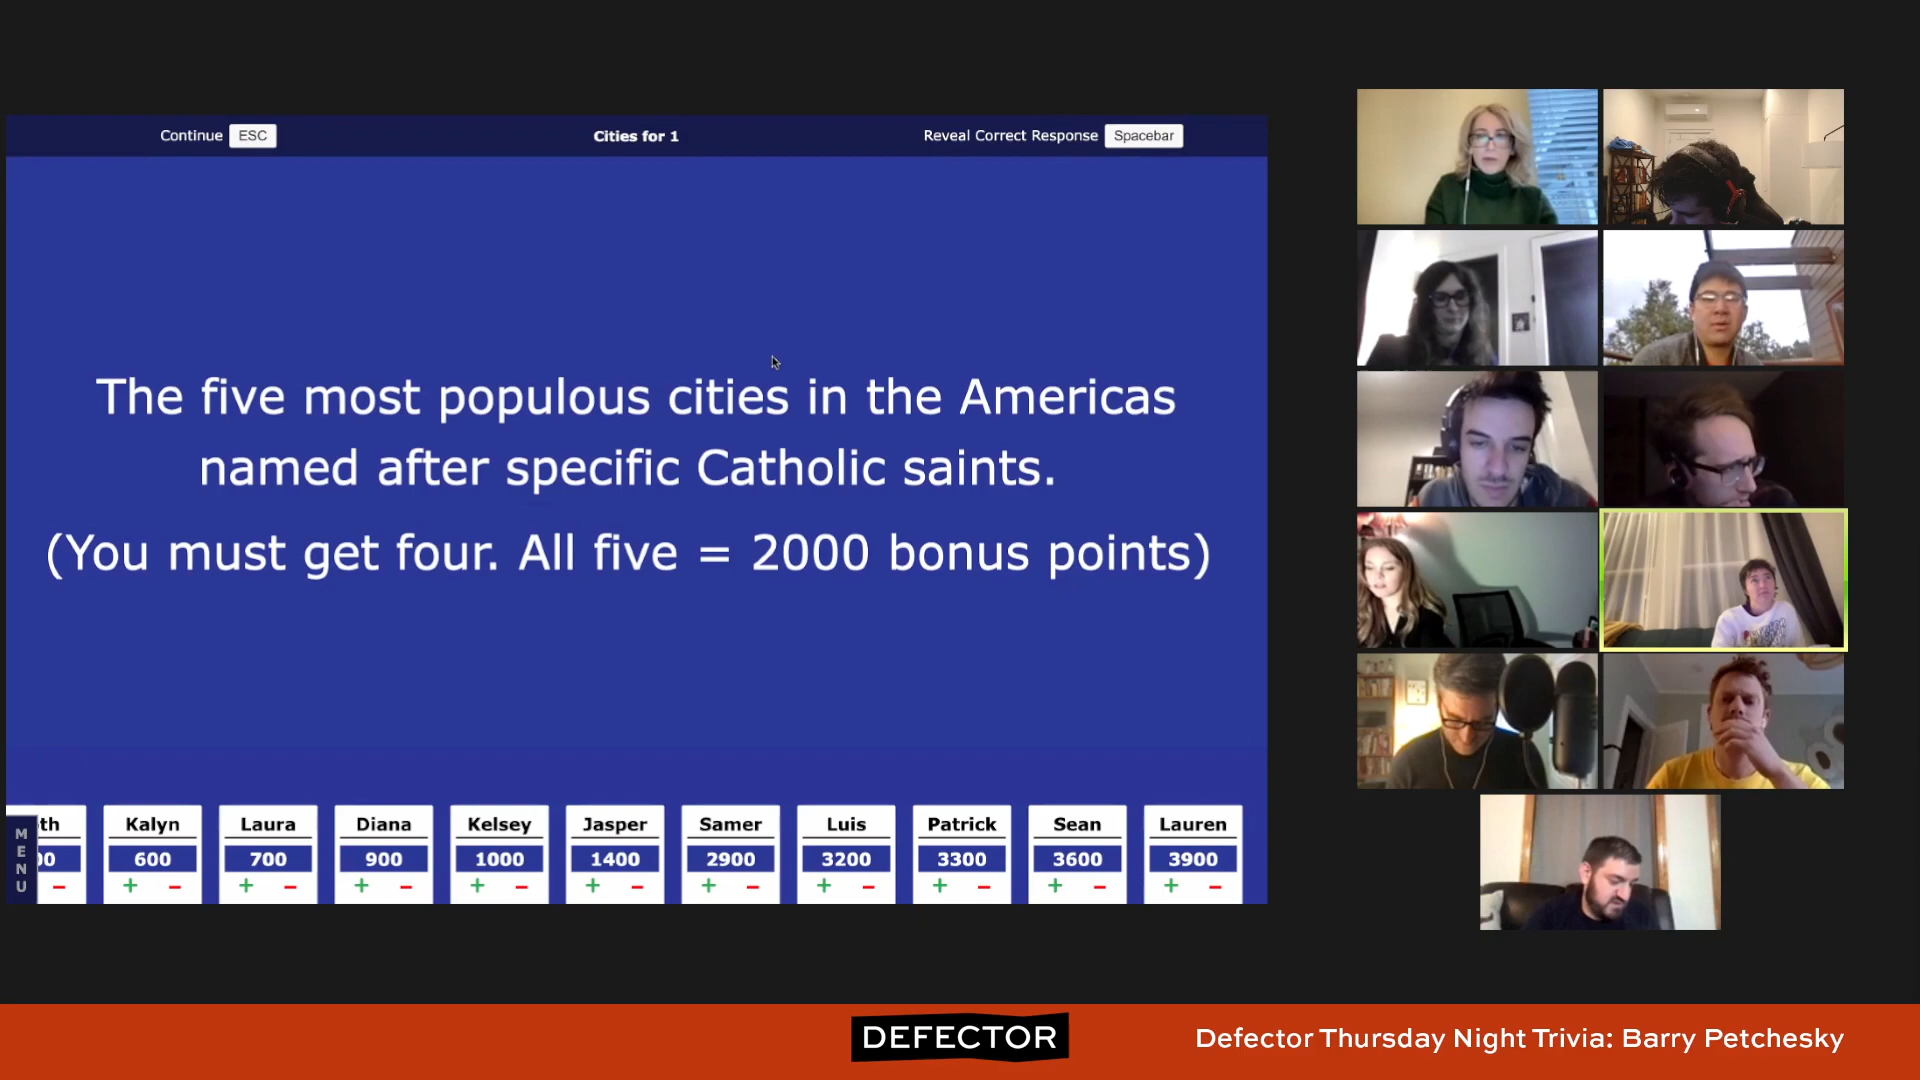 Continue ESC
Cities for 1
Reveal Correct Response Spacebar
The five most populous cities in the Americas
named after specific Catholic saints.
(You must get four. All five = 2000 bonus points)
MENU
Kalyn Laura Diana Kelsey Jasper Samer Luis Patrick Sean Lauren
600 700 900 1000 1400 2900 3200 3300 3600 3900
+ − + − + − + − + − + − + − + − + − + −
DEFECTOR
Defector Thursday Night Trivia: Barry Petchesky